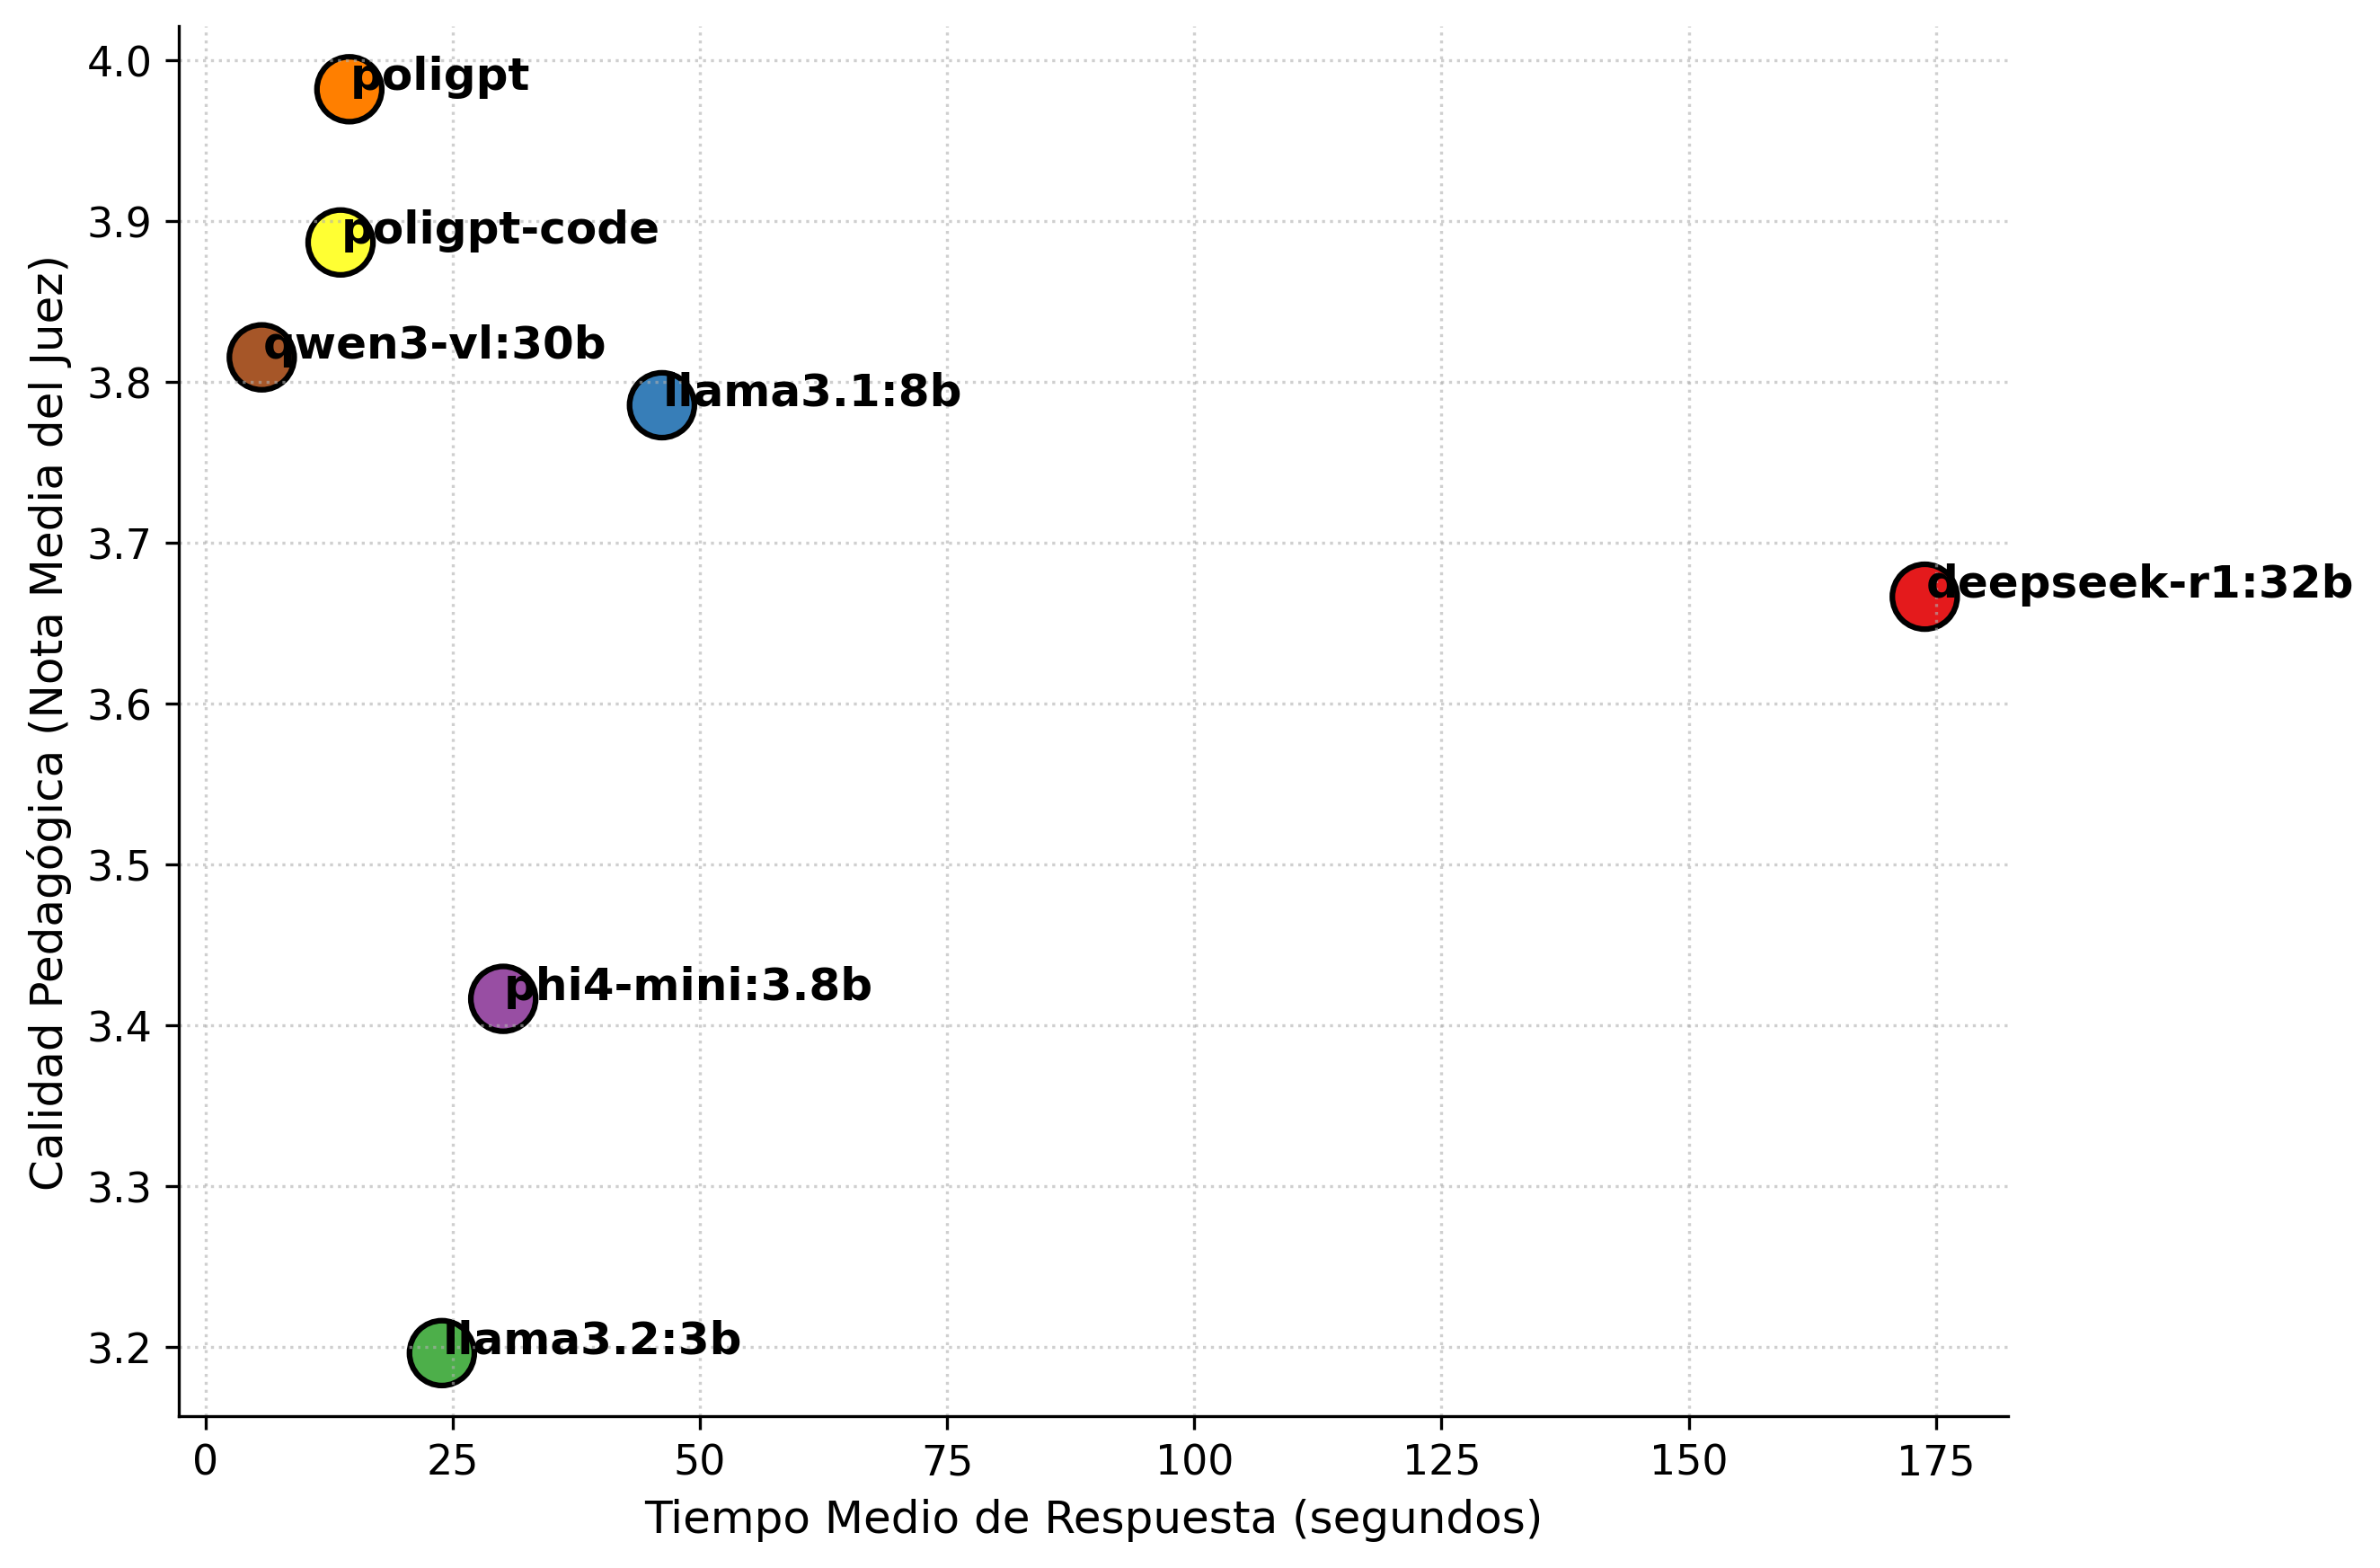 4.0
poligpt
3.9
poligpt-code
qwen3-vl:30b
3.8
llama3.1:8b
3.7
deepseek-r1:32b
3.6
3.5
phi4-mini:3.8b
3.4
3.3
3.2
llama3.2:3b
Calidad Pedagógica (Nota Media del Juez)
0 25 50 75 100 125 150 175
Tiempo Medio de Respuesta (segundos)